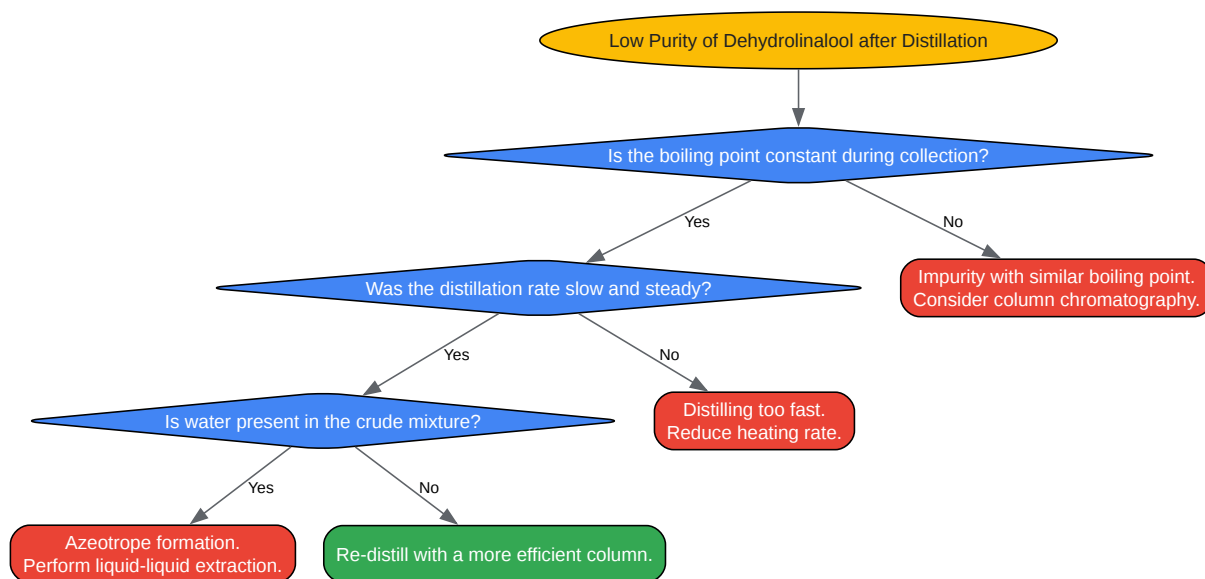 Low Purity of Dehydrolinalool after Distillation
Is the boiling point constant during collection?
Yes
No
Was the distillation rate slow and steady?
Impurity with similar boiling point.
Consider column chromatography.
Yes
No
Is water present in the crude mixture?
Distilling too fast.
Reduce heating rate.
Yes
No
Azeotrope formation.
Perform liquid-liquid extraction.
Re-distill with a more efficient column.